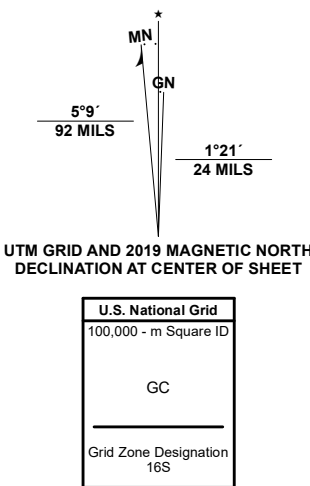 ★
MN
GN
5°9´
92 MILS
1°21´
24 MILS
UTM GRID AND 2019 MAGNETIC NORTH
DECLINATION AT CENTER OF SHEET
U.S. National Grid
100,000 - m Square ID
GC
Grid Zone Designation
16S